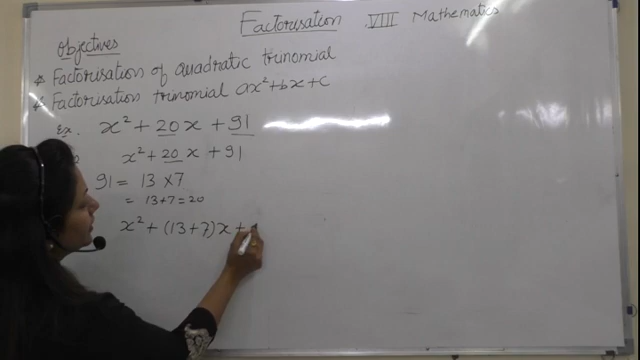 Factorisation VIII Mathematics
Objectives
* Factorisation of quadratic trinomial
* Factorisation trinomial ax² + bx + c
Ex. x² + 20x + 91
x² + 20x + 91
91 = 13 × 7
= 13+7 = 20
x² + (13+7)x +